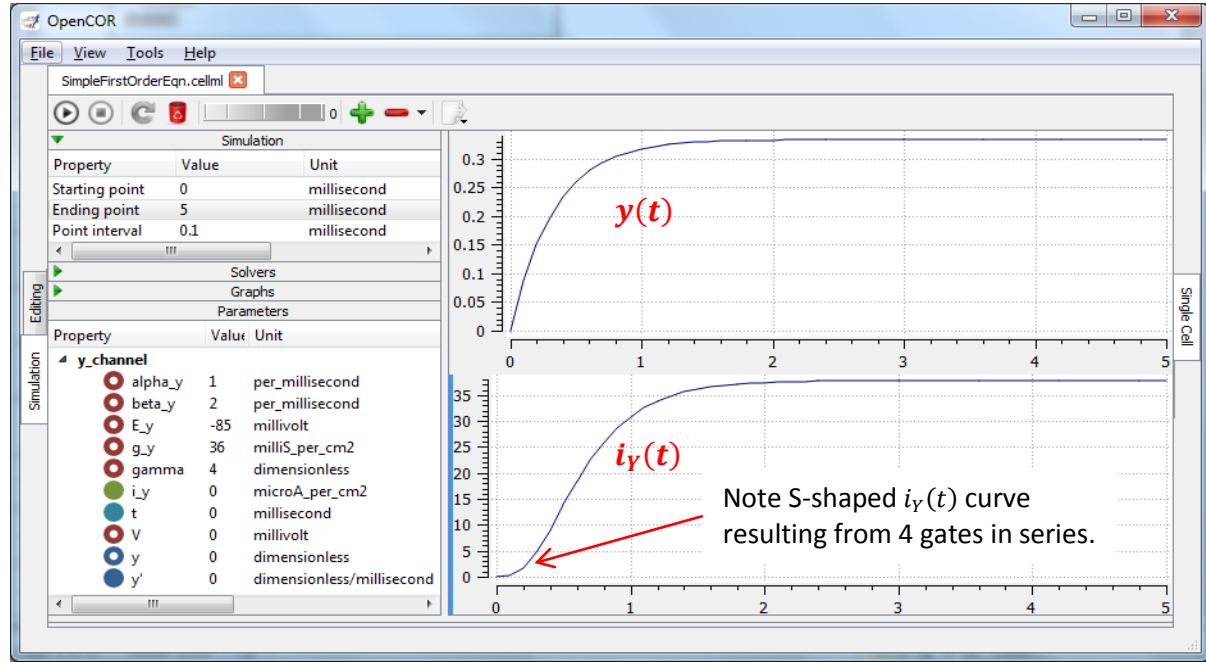 OpenCOR
File View Tools Help
SimpleFirstOrderEqn.cellml
0
Simulation
Property Value Unit
Starting point 0 millisecond
Ending point 5 millisecond
Point interval 0.1 millisecond
Solvers
Graphs
Parameters
Property Value Unit
y_channel
alpha_y 1 per_millisecond
beta_y 2 per_millisecond
E_y -85 millivolt
g_y 36 milliS_per_cm2
gamma 4 dimensionless
i_y 0 microA_per_cm2
t 0 millisecond
V 0 millivolt
y 0 dimensionless
y' 0 dimensionless/millisecond
Editing
Simulation
0.3
0.25
0.2
0.15
0.1
0.05
0
0 1 2 3 4 5
y(t)
35
30
25
20
15
10
5
0
0 1 2 3 4 5
i_Y(t)
Note S-shaped i_Y(t) curve
resulting from 4 gates in series.
Single Cell